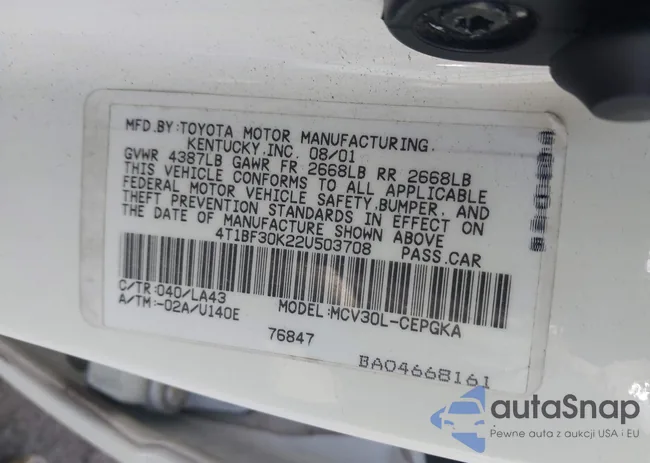 MFD.BY:TOYOTA MOTOR MANUFACTURING
KENTUCKY,INC. 08/01
GVWR 4387LB GAWR FR 2668LB RR 2668LB
THIS VEHICLE CONFORMS TO ALL APPLICABLE
FEDERAL MOTOR VEHICLE SAFETY,BUMPER, AND
THEFT PREVENTION STANDARDS IN EFFECT ON
THE DATE OF MANUFACTURE SHOWN ABOVE
4T1BF30K22U503708 PASS.CAR
C/TR:040/LA43 MODEL:MCV30L-CEPGKA
A/TM:-02A/U140E
76847
BA04668161
autaSnap
Pewne auta z aukcji USA i EU